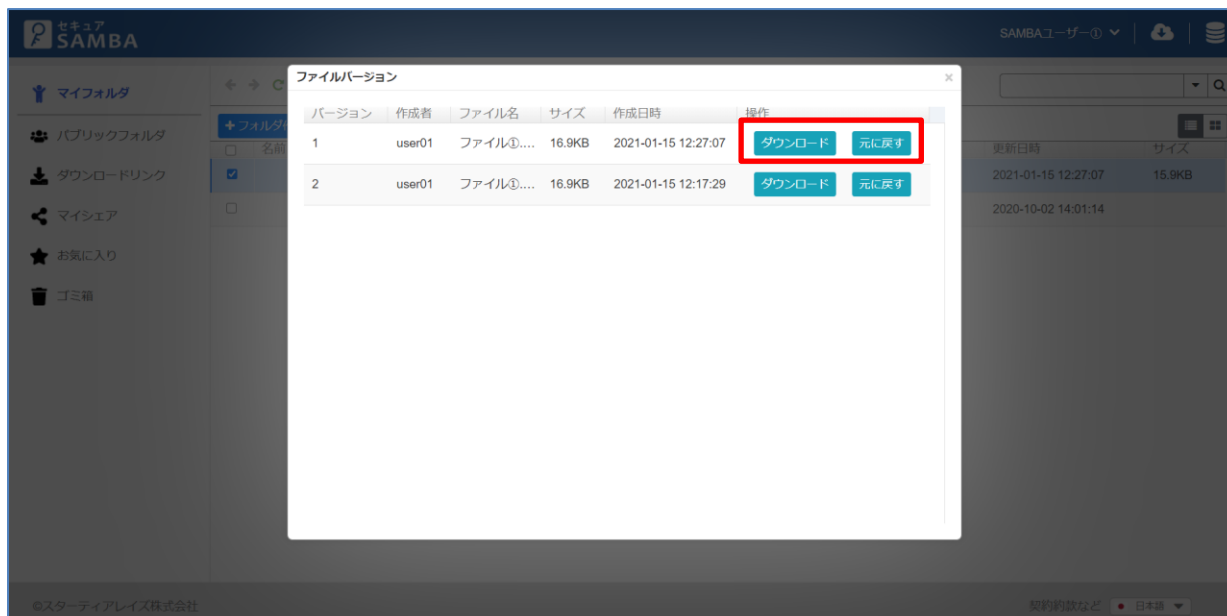 セキュア
SAMBA
SAMBAユーザー①
マイフォルダ
パブリックフォルダ
ダウンロードリンク
マイシェア
お気に入り
ゴミ箱
+フォルダ
名前
更新日時 サイズ
2021-01-15 12:27:07 15.9KB
2020-10-02 14:01:14
ファイルバージョン ×
バージョン 作成者 ファイル名 サイズ 作成日時 操作
1 user01 ファイル①.... 16.9KB 2021-01-15 12:27:07 ダウンロード 元に戻す
2 user01 ファイル①.... 16.9KB 2021-01-15 12:17:29 ダウンロード 元に戻す
©スターティアレイズ株式会社
契約約款など 日本語